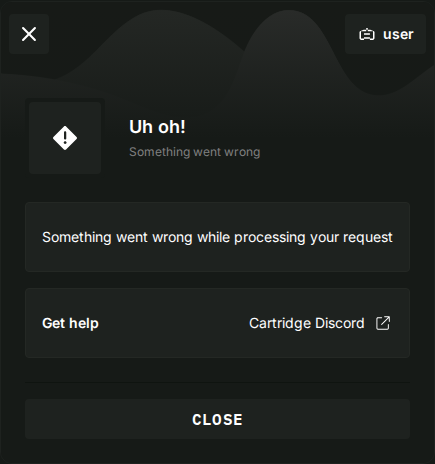 user
Uh oh!
Something went wrong
Something went wrong while processing your request
Get help
Cartridge Discord
CLOSE